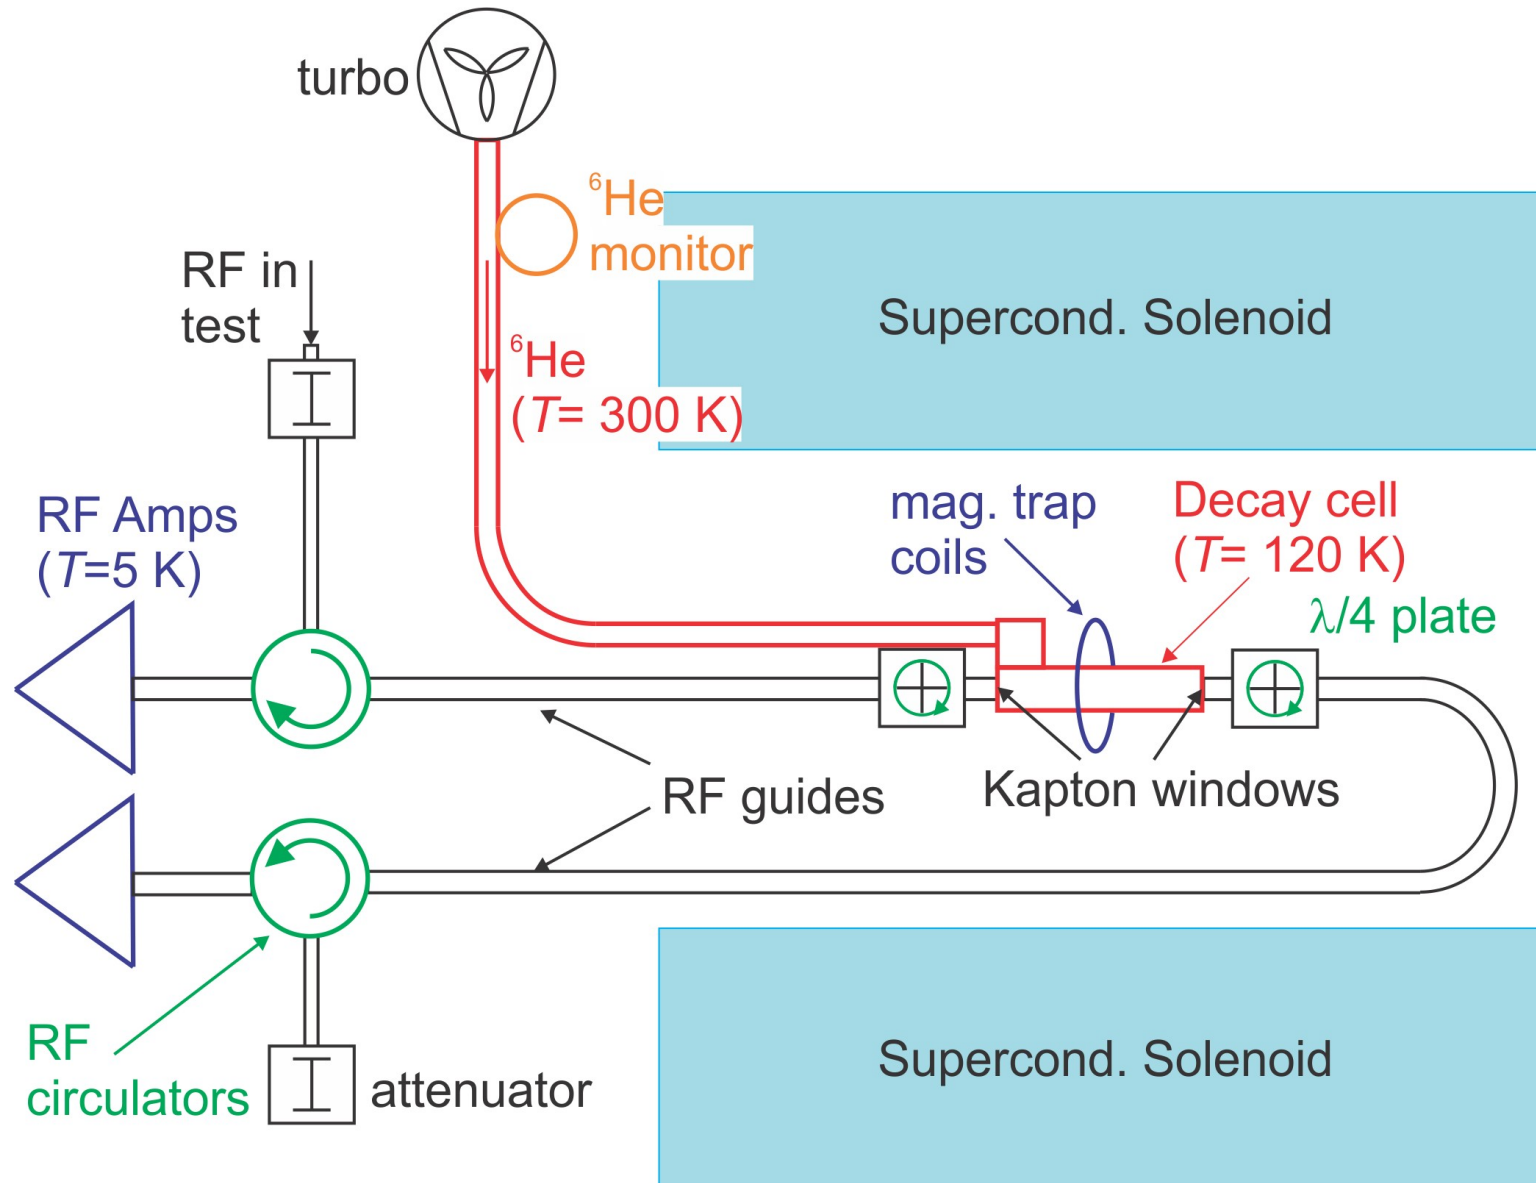 turbo
⁶He
monitor
RF in
test
Supercond. Solenoid
⁶He
(T= 300 K)
RF Amps
(T=5 K)
mag. trap
coils
Decay cell
(T= 120 K)
λ/4 plate
RF guides
Kapton windows
RF
circulators
attenuator
Supercond. Solenoid